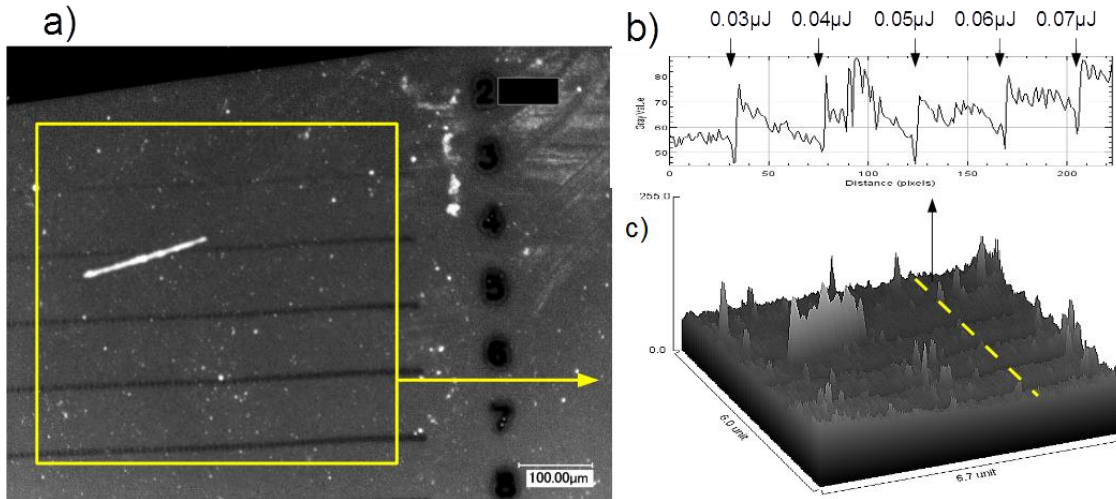 a)
2
3
4
5
6
7
8
100.00µm
b)
0.03µJ 0.04µJ 0.05µJ 0.06µJ 0.07µJ
Gray Value
80
70
60
50
0 50 100 150 200
Distance (pixels)
c)
255.0
0.0
6.0 unit
6.7 unit